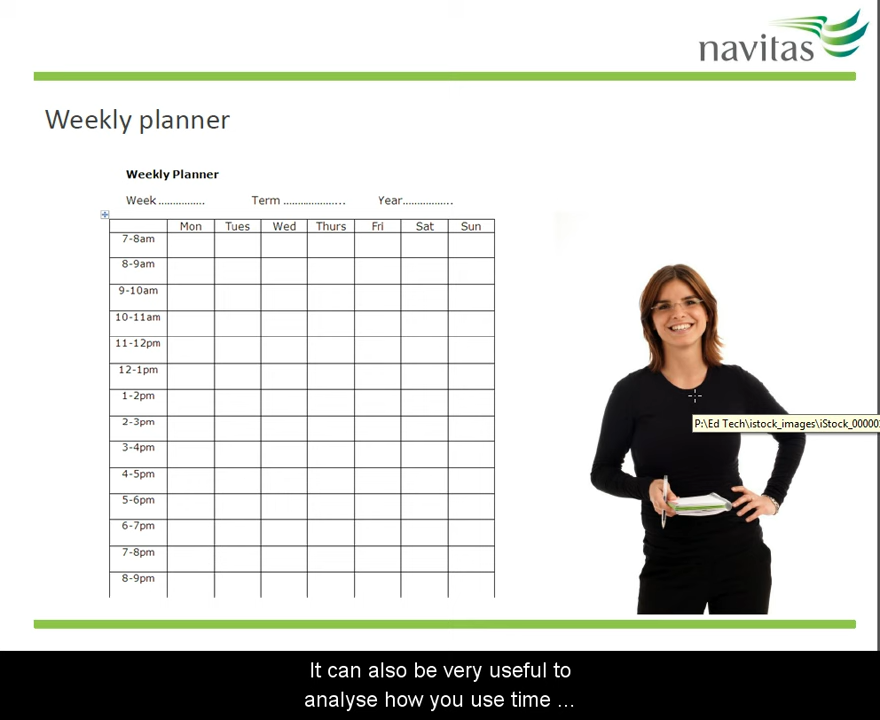 navitas
Weekly planner
Weekly Planner
Week ............... Term ..................... Year.................
Mon Tues Wed Thurs Fri Sat Sun
7-8am
8-9am
9-10am
10-11am
11-12pm
12-1pm
1-2pm
2-3pm
3-4pm
4-5pm
5-6pm
6-7pm
7-8pm
8-9pm
P:\Ed Tech\istock_images\iStock_00000
It can also be very useful to
analyse how you use time ...